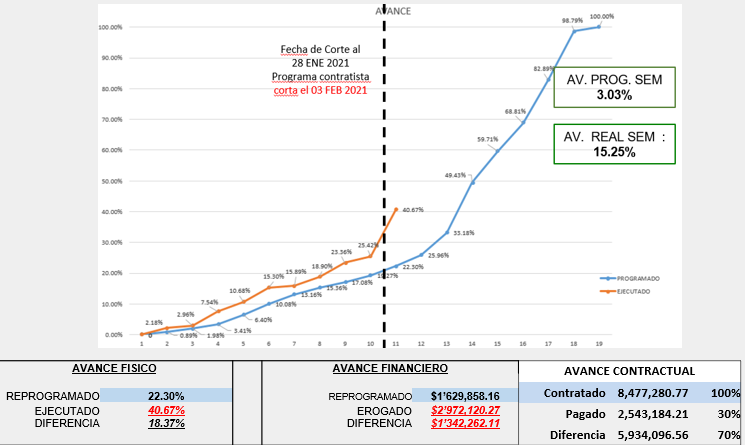 AVANCE
100.00%
90.00%
80.00%
70.00%
60.00%
50.00%
40.00%
30.00%
20.00%
10.00%
0.00%
Fecha de Corte al
28 ENE 2021
Programa contratista
corta el 03 FEB 2021
98.79%
100.00%
82.89%
68.81%
59.71%
49.43%
33.18%
25.96%
22.30%
17.08%
15.36%
13.16%
10.08%
6.40%
3.41%
1.98%
0.89%
0
2.18%
2.96%
7.54%
10.68%
15.30%
15.89%
18.90%
23.36%
25.42%
40.67%
AV. PROG. SEM
3.03%
AV. REAL SEM :
15.25%
PROGRAMADO
EJECUTADO
1 2 3 4 5 6 7 8 9 10 11 12 13 14 15 16 17 18 19
AVANCE FISICO
REPROGRAMADO 22.30%
EJECUTADO 40.67%
DIFERENCIA 18.37%
AVANCE FINANCIERO
REPROGRAMADO $1'629,858.16
EROGADO $2'972,120.27
DIFERENCIA $1'342,262.11
AVANCE CONTRACTUAL
Contratado 8,477,280.77 100%
Pagado 2,543,184.21 30%
Diferencia 5,934,096.56 70%